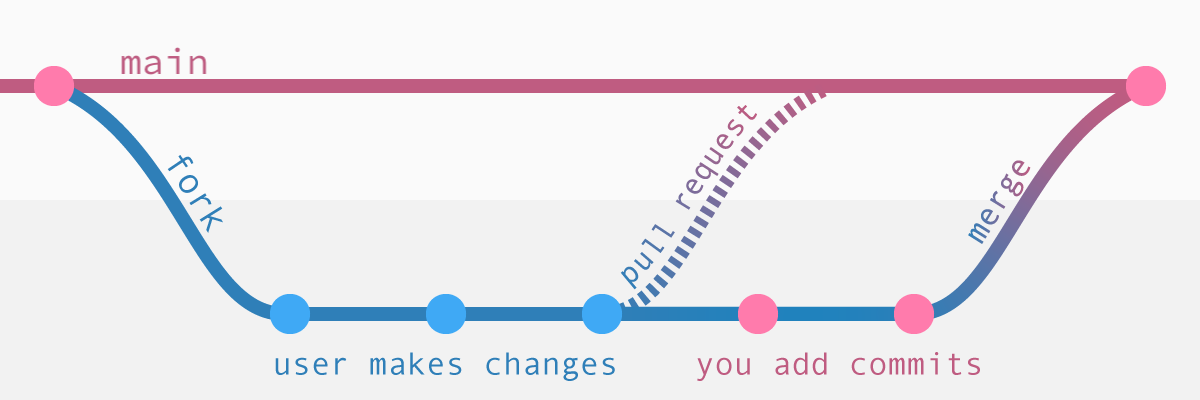 main
fork
pull request
merge
user makes changes
you add commits